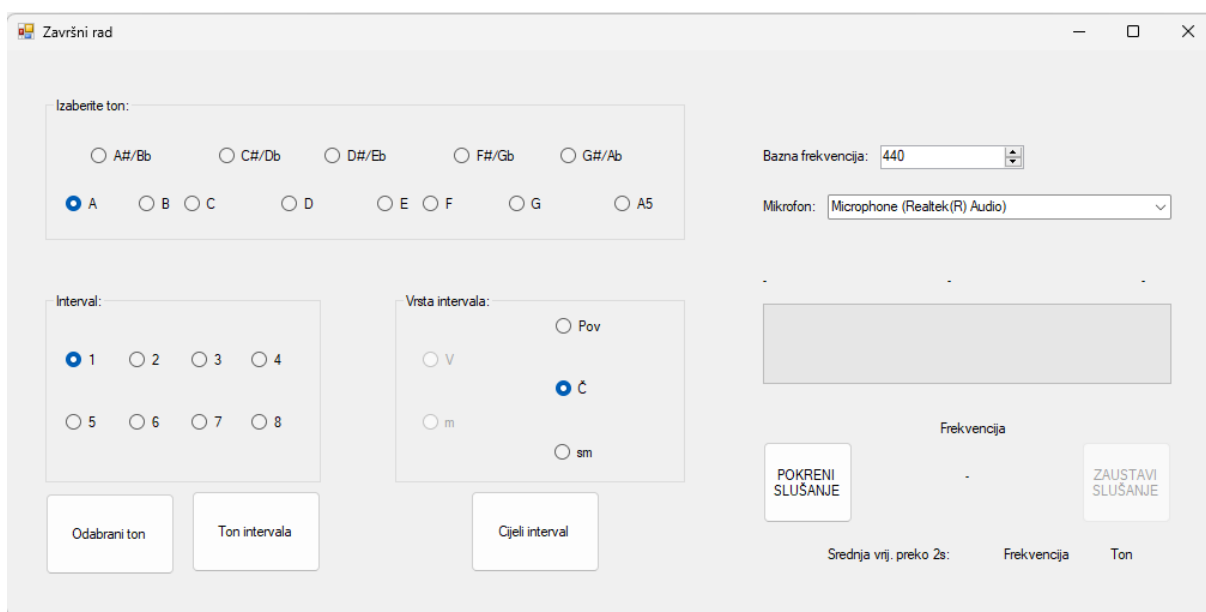 Završni rad
Izaberite ton:
A#/Bb C#/Db D#/Eb F#/Gb G#/Ab
A B C D E F G A5
Bazna frekvencija: 440
Mikrofon: Microphone (Realtek(R) Audio)
Interval:
1 2 3 4
5 6 7 8
Vrsta intervala:
Pov
V
Č
m
sm
- - -
Odabrani ton
Ton intervala
Cijeli interval
Frekvencija
POKRENI
SLUŠANJE
-
ZAUSTAVI
SLUŠANJE
Srednja vrij. preko 2s: Frekvencija Ton